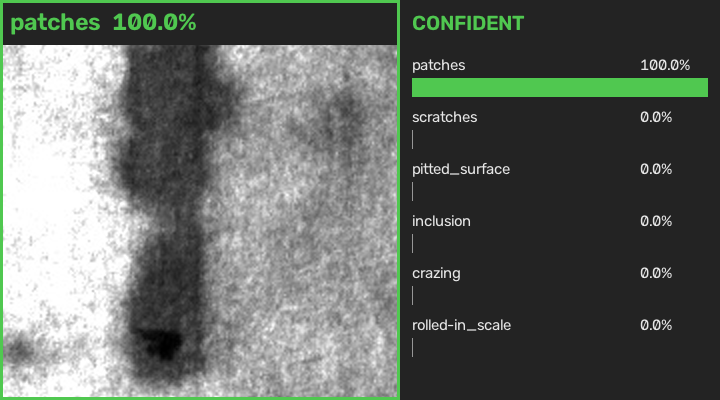 patches 100.0%
CONFIDENT
patches 100.0%
scratches 0.0%
pitted_surface 0.0%
inclusion 0.0%
crazing 0.0%
rolled-in_scale 0.0%